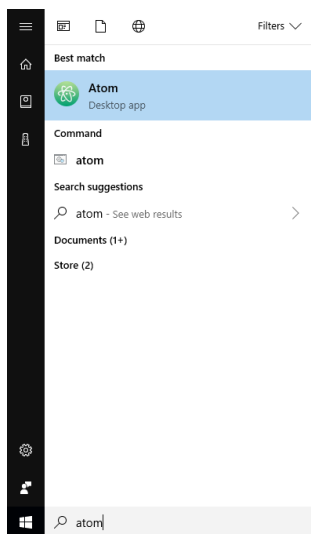 Filters
Best match
Atom
Desktop app
Command
atom
Search suggestions
atom - See web results
Documents (1+)
Store (2)
atom